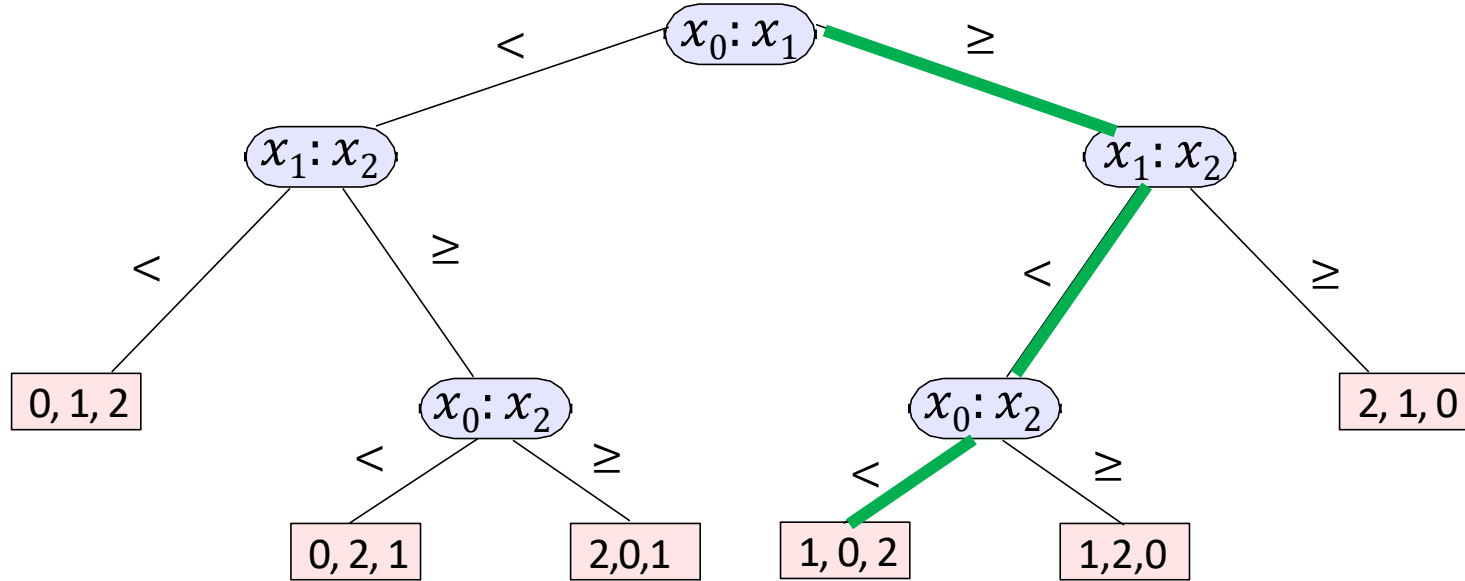 x₀: x₁
< ≥
x₁: x₂ x₁: x₂
< ≥ < ≥
0, 1, 2 x₀: x₂ x₀: x₂ 2, 1, 0
< ≥ < ≥
0, 2, 1 2,0,1 1, 0, 2 1,2,0